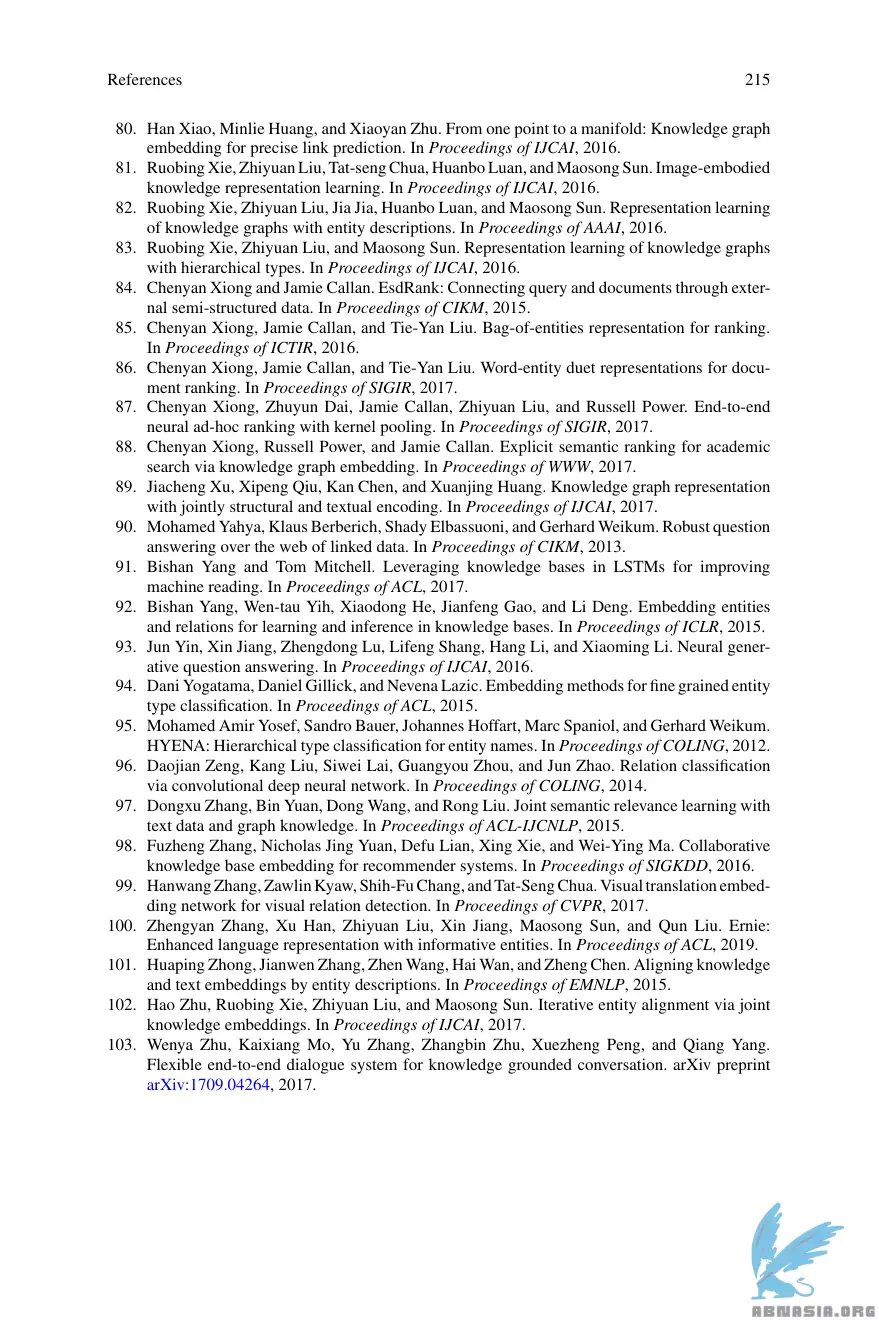 References 215
80. Han Xiao, Minlie Huang, and Xiaoyan Zhu. From one point to a manifold: Knowledge graph
embedding for precise link prediction. In Proceedings of IJCAI, 2016.
81. Ruobing Xie, Zhiyuan Liu, Tat-seng Chua, Huanbo Luan, and Maosong Sun. Image-embodied
knowledge representation learning. In Proceedings of IJCAI, 2016.
82. Ruobing Xie, Zhiyuan Liu, Jia Jia, Huanbo Luan, and Maosong Sun. Representation learning
of knowledge graphs with entity descriptions. In Proceedings of AAAI, 2016.
83. Ruobing Xie, Zhiyuan Liu, and Maosong Sun. Representation learning of knowledge graphs
with hierarchical types. In Proceedings of IJCAI, 2016.
84. Chenyan Xiong and Jamie Callan. EsdRank: Connecting query and documents through exter-
nal semi-structured data. In Proceedings of CIKM, 2015.
85. Chenyan Xiong, Jamie Callan, and Tie-Yan Liu. Bag-of-entities representation for ranking.
In Proceedings of ICTIR, 2016.
86. Chenyan Xiong, Jamie Callan, and Tie-Yan Liu. Word-entity duet representations for docu-
ment ranking. In Proceedings of SIGIR, 2017.
87. Chenyan Xiong, Zhuyun Dai, Jamie Callan, Zhiyuan Liu, and Russell Power. End-to-end
neural ad-hoc ranking with kernel pooling. In Proceedings of SIGIR, 2017.
88. Chenyan Xiong, Russell Power, and Jamie Callan. Explicit semantic ranking for academic
search via knowledge graph embedding. In Proceedings of WWW, 2017.
89. Jiacheng Xu, Xipeng Qiu, Kan Chen, and Xuanjing Huang. Knowledge graph representation
with jointly structural and textual encoding. In Proceedings of IJCAI, 2017.
90. Mohamed Yahya, Klaus Berberich, Shady Elbassuoni, and Gerhard Weikum. Robust question
answering over the web of linked data. In Proceedings of CIKM, 2013.
91. Bishan Yang and Tom Mitchell. Leveraging knowledge bases in LSTMs for improving
machine reading. In Proceedings of ACL, 2017.
92. Bishan Yang, Wen-tau Yih, Xiaodong He, Jianfeng Gao, and Li Deng. Embedding entities
and relations for learning and inference in knowledge bases. In Proceedings of ICLR, 2015.
93. Jun Yin, Xin Jiang, Zhengdong Lu, Lifeng Shang, Hang Li, and Xiaoming Li. Neural gener-
ative question answering. In Proceedings of IJCAI, 2016.
94. Dani Yogatama, Daniel Gillick, and Nevena Lazic. Embedding methods for fine grained entity
type classification. In Proceedings of ACL, 2015.
95. Mohamed Amir Yosef, Sandro Bauer, Johannes Hoffart, Marc Spaniol, and Gerhard Weikum.
HYENA: Hierarchical type classification for entity names. In Proceedings of COLING, 2012.
96. Daojian Zeng, Kang Liu, Siwei Lai, Guangyou Zhou, and Jun Zhao. Relation classification
via convolutional deep neural network. In Proceedings of COLING, 2014.
97. Dongxu Zhang, Bin Yuan, Dong Wang, and Rong Liu. Joint semantic relevance learning with
text data and graph knowledge. In Proceedings of ACL-IJCNLP, 2015.
98. Fuzheng Zhang, Nicholas Jing Yuan, Defu Lian, Xing Xie, and Wei-Ying Ma. Collaborative
knowledge base embedding for recommender systems. In Proceedings of SIGKDD, 2016.
99. Hanwang Zhang, Zawlin Kyaw, Shih-Fu Chang, and Tat-Seng Chua. Visual translation embed-
ding network for visual relation detection. In Proceedings of CVPR, 2017.
100. Zhengyan Zhang, Xu Han, Zhiyuan Liu, Xin Jiang, Maosong Sun, and Qun Liu. Ernie:
Enhanced language representation with informative entities. In Proceedings of ACL, 2019.
101. Huaping Zhong, Jianwen Zhang, Zhen Wang, Hai Wan, and Zheng Chen. Aligning knowledge
and text embeddings by entity descriptions. In Proceedings of EMNLP, 2015.
102. Hao Zhu, Ruobing Xie, Zhiyuan Liu, and Maosong Sun. Iterative entity alignment via joint
knowledge embeddings. In Proceedings of IJCAI, 2017.
103. Wenya Zhu, Kaixiang Mo, Yu Zhang, Zhangbin Zhu, Xuezheng Peng, and Qiang Yang.
Flexible end-to-end dialogue system for knowledge grounded conversation. arXiv preprint
arXiv:1709.04264, 2017.
ABNASIA.ORG